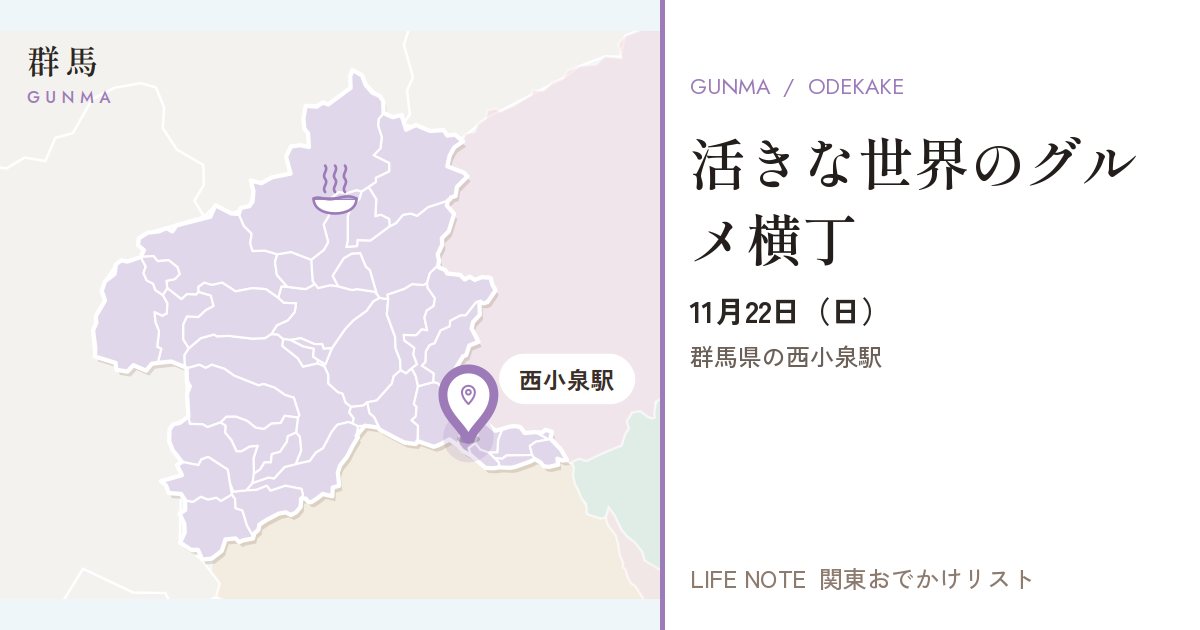 群馬
GUNMA
西小泉駅
GUNMA / ODEKAKE
活きな世界のグル
メ横丁
11月22日（日）
群馬県の西小泉駅
LIFE NOTE 関東おでかけリスト